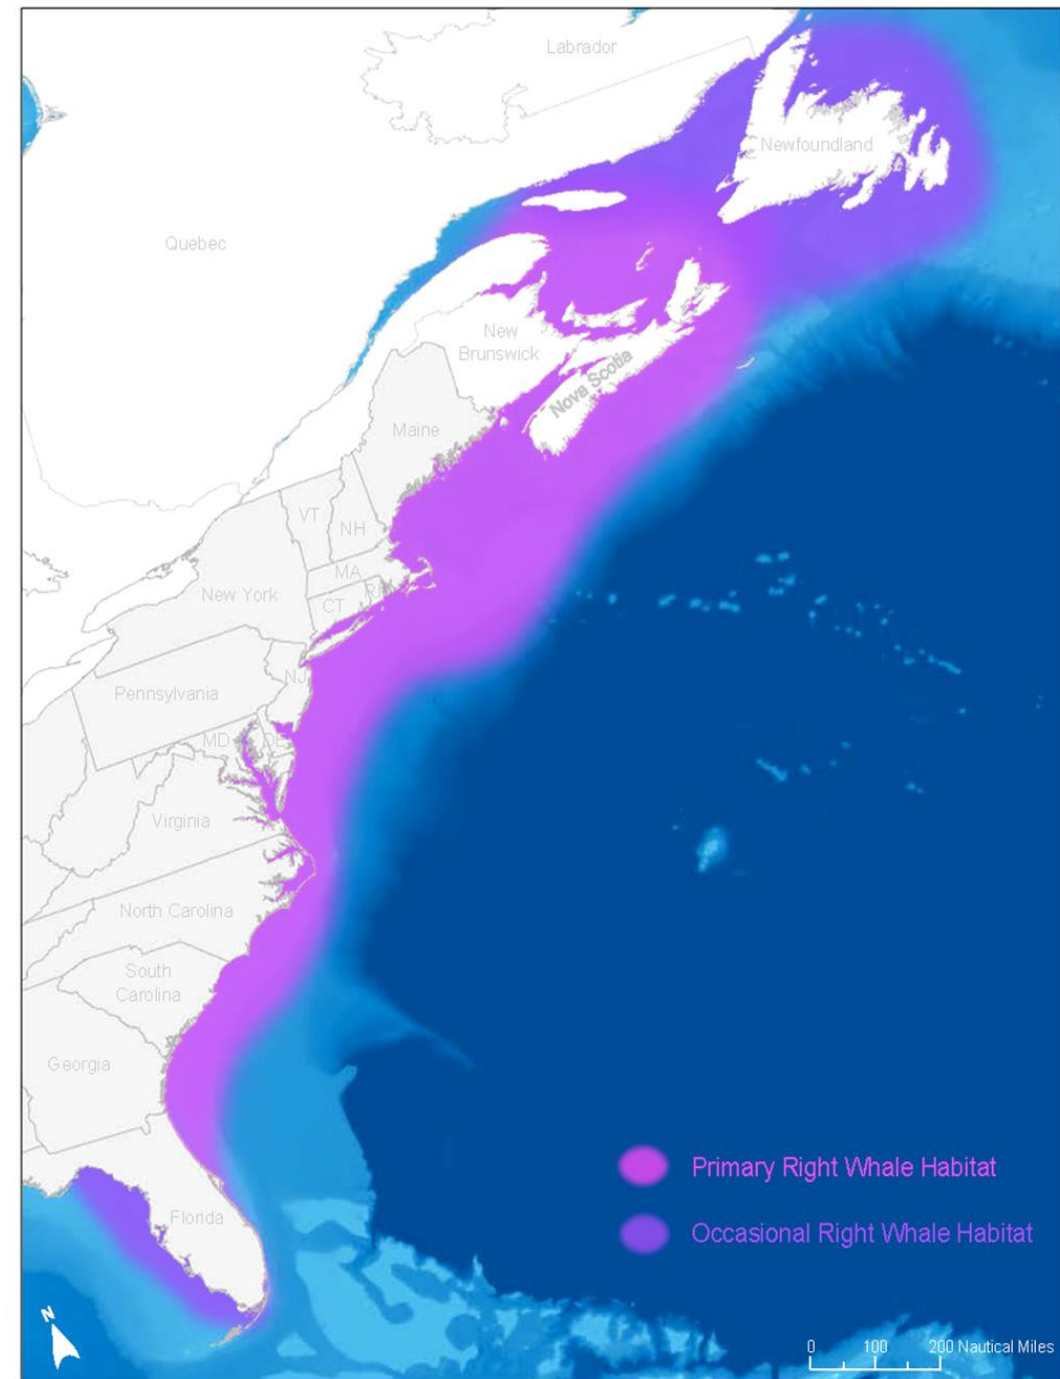 Labrador
Newfoundland
Quebec
New
Brunswick
Nova Scotia
Maine
VT
NH
MA
RI
CT
New York
NJ
Pennsylvania
MD
DE
Virginia
North Carolina
South
Carolina
Georgia
Primary Right Whale Habitat
Florida
Occasional Right Whale Habitat
N
0 100 200 Nautical Miles